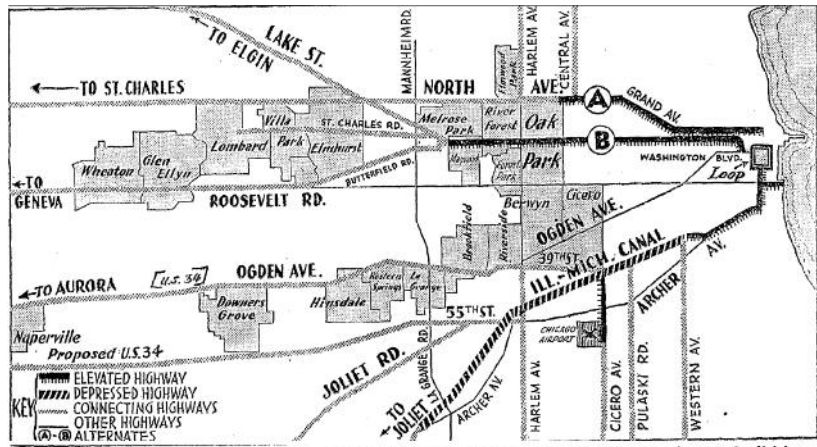 TO ELGIN
LAKE ST.
MANNHEIM RD.
Elmwood Park
HARLEM AV.
CENTRAL AV.
TO ST. CHARLES
NORTH AVE.
A
GRAND AV.
Villa Park
ST. CHARLES RD.
Melrose Park
River Forest
Oak Park
B
Lombard
Elmhurst
Wheaton
Glen Ellyn
Forest Park
WASHINGTON BLVD.
Loop
BUTTERFIELD RD.
TO GENEVA
ROOSEVELT RD.
Berwyn
Cicero
OGDEN AVE.
Brookfield
Riverside
39TH ST.
ILL.-MICH. CANAL
TO AURORA
U.S. 34
OGDEN AVE.
Hinsdale
Western Springs
La Grange
ARCHER AV.
Downers Grove
55TH ST.
CHICAGO AIRPORT
Naperville
Proposed U.S. 34
JOLIET RD.
TO JOLIET
LA GRANGE RD.
ARCHER AV.
HARLEM AV.
CICERO AV.
PULASKI RD.
WESTERN AV.
KEY
ELEVATED HIGHWAY
DEPRESSED HIGHWAY
CONNECTING HIGHWAYS
OTHER HIGHWAYS
A-B ALTERNATES